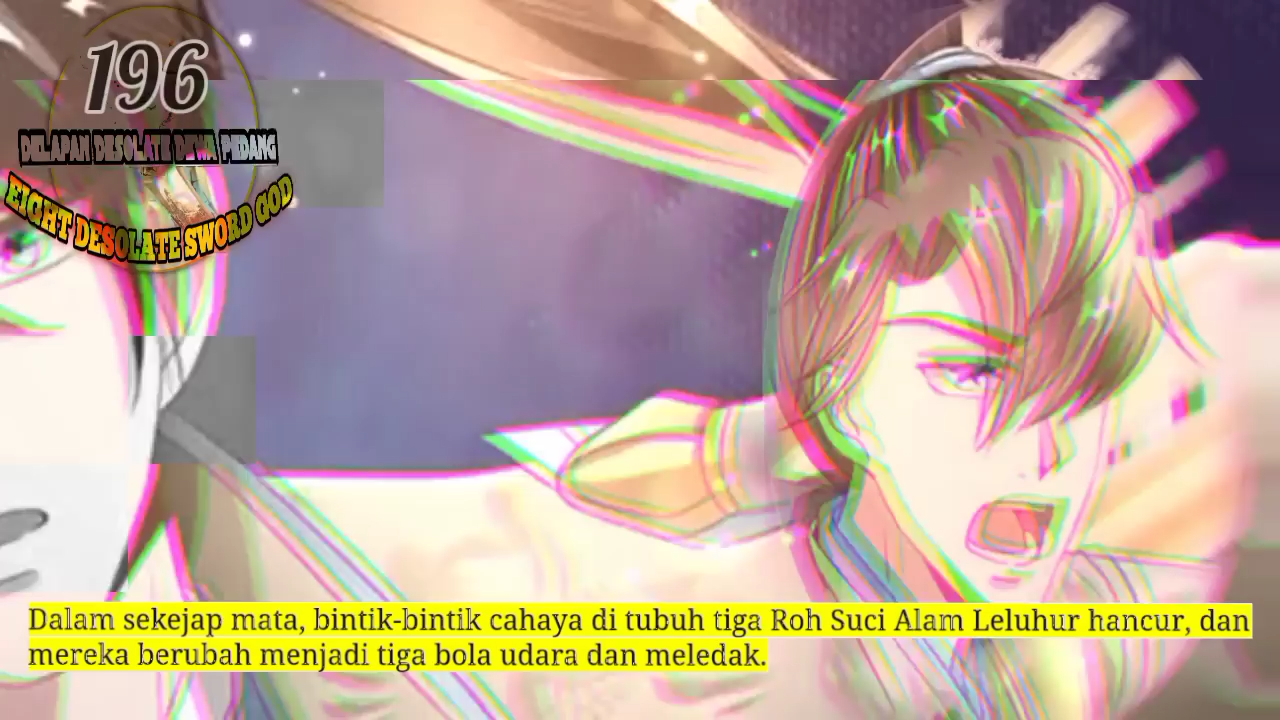 196
DELAPAN DESOLATE DEWA PEDANG
EIGHT DESOLATE SWORD GOD
Dalam sekejap mata, bintik-bintik cahaya di tubuh tiga Roh Suci Alam Leluhur hancur, dan
mereka berubah menjadi tiga bola udara dan meledak.